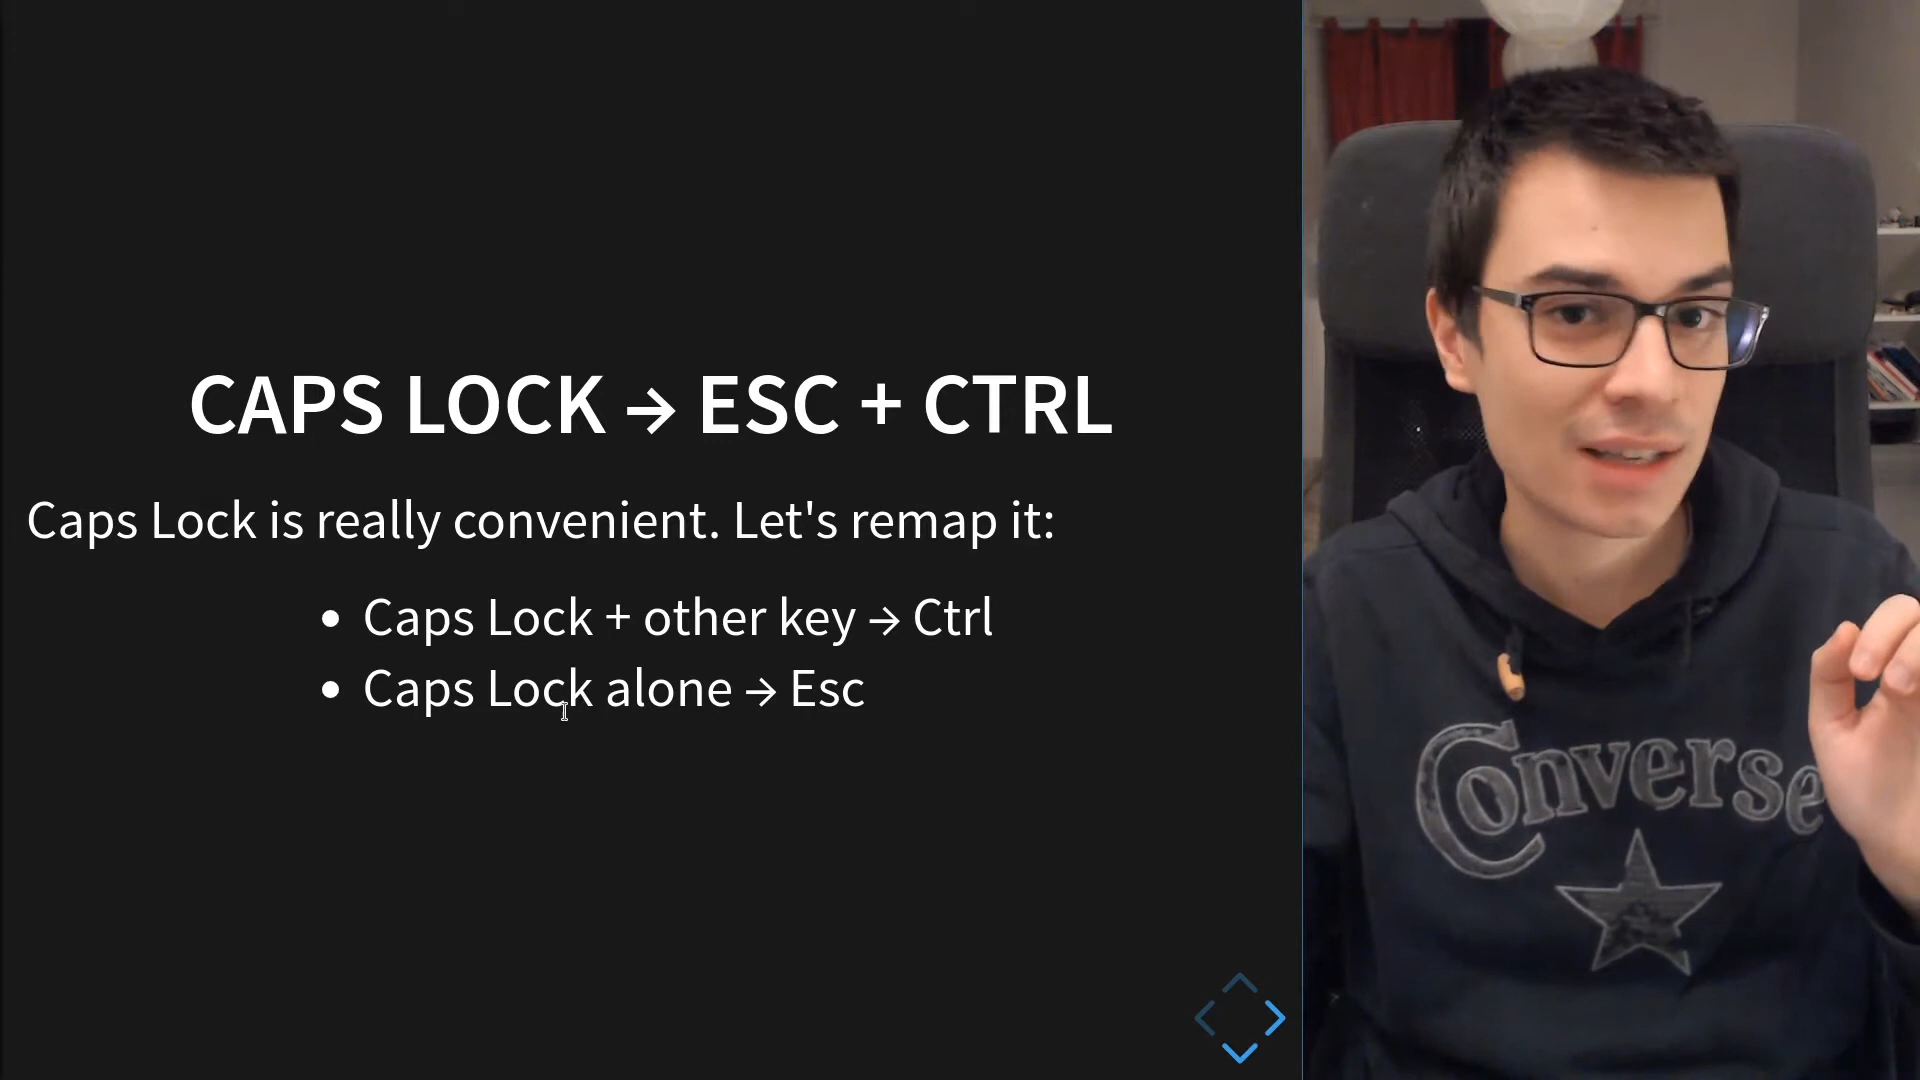 CAPS LOCK → ESC + CTRL
Caps Lock is really convenient. Let's remap it:
• Caps Lock + other key → Ctrl
• Caps Lock alone → Esc
Converse